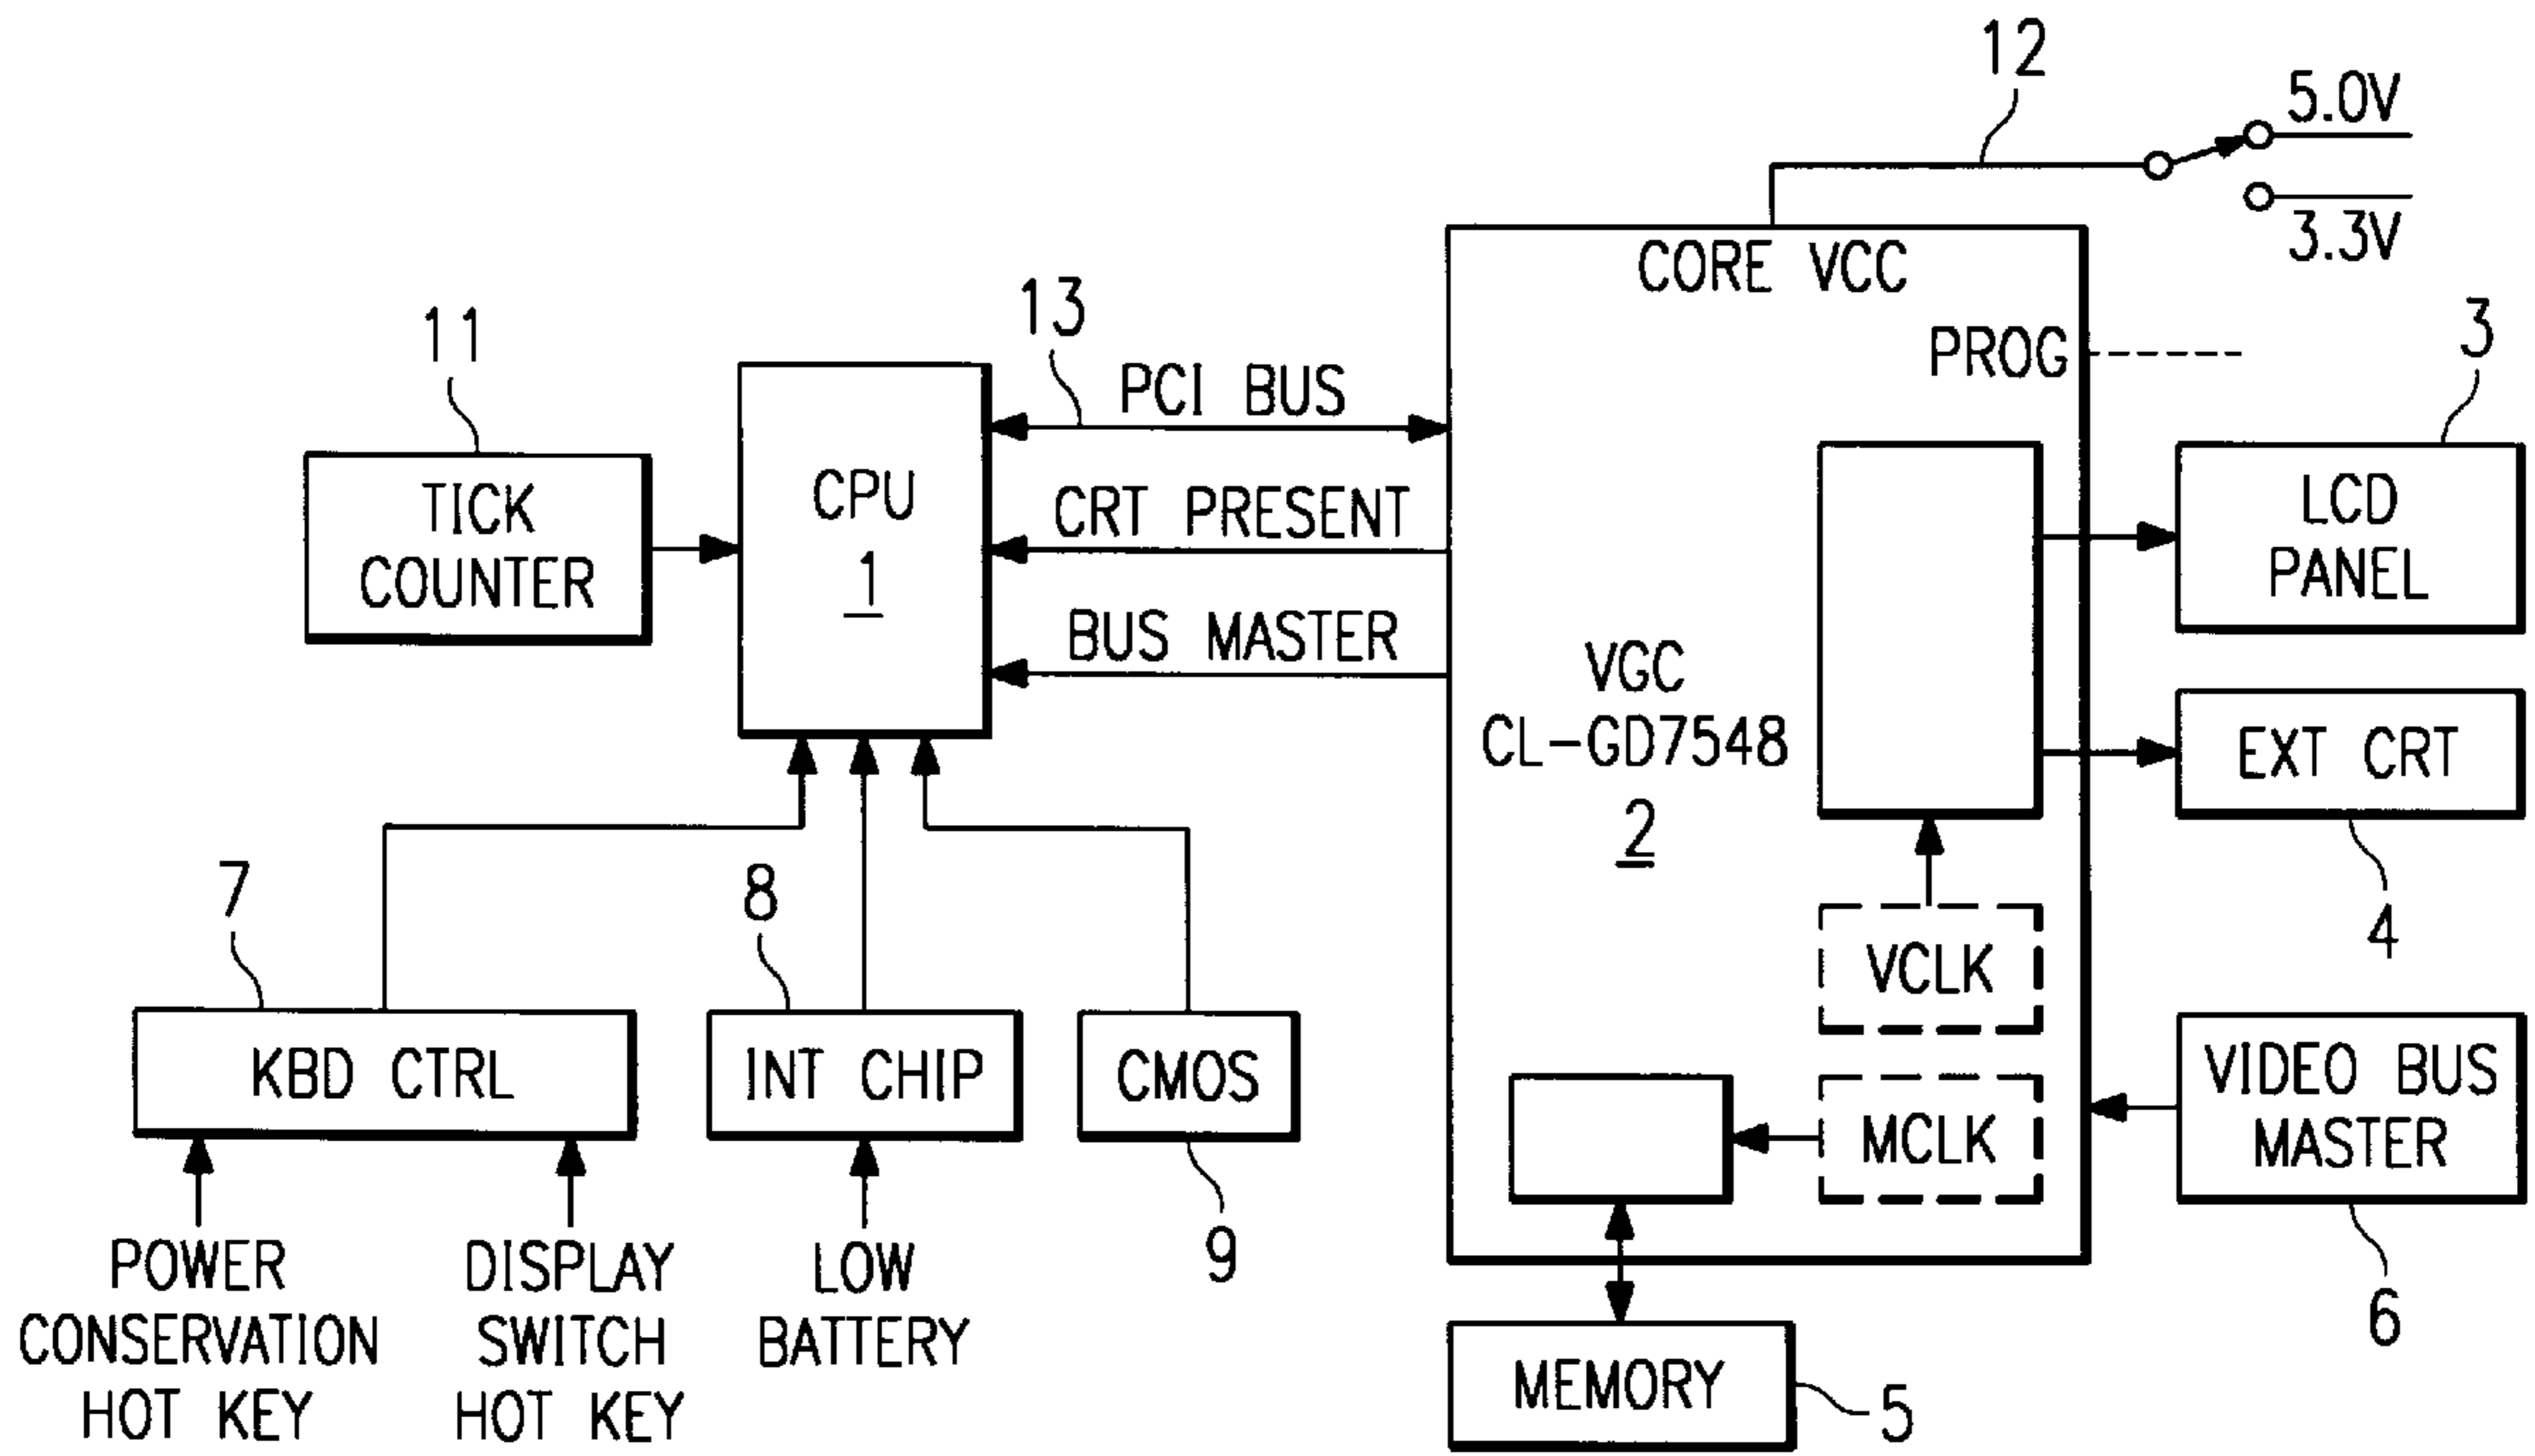 12
5.0V
3.3V
CORE VCC
PROG
13
11
3
PCI BUS
CPU
1
CRT PRESENT
BUS MASTER
TICK
COUNTER
LCD
PANEL
VGC
CL-GD7548
2
EXT CRT
4
VCLK
MCLK
7
8
KBD CTRL
INT CHIP
CMOS
9
VIDEO BUS
MASTER
6
POWER
CONSERVATION
HOT KEY
DISPLAY
SWITCH
HOT KEY
LOW
BATTERY
MEMORY
5